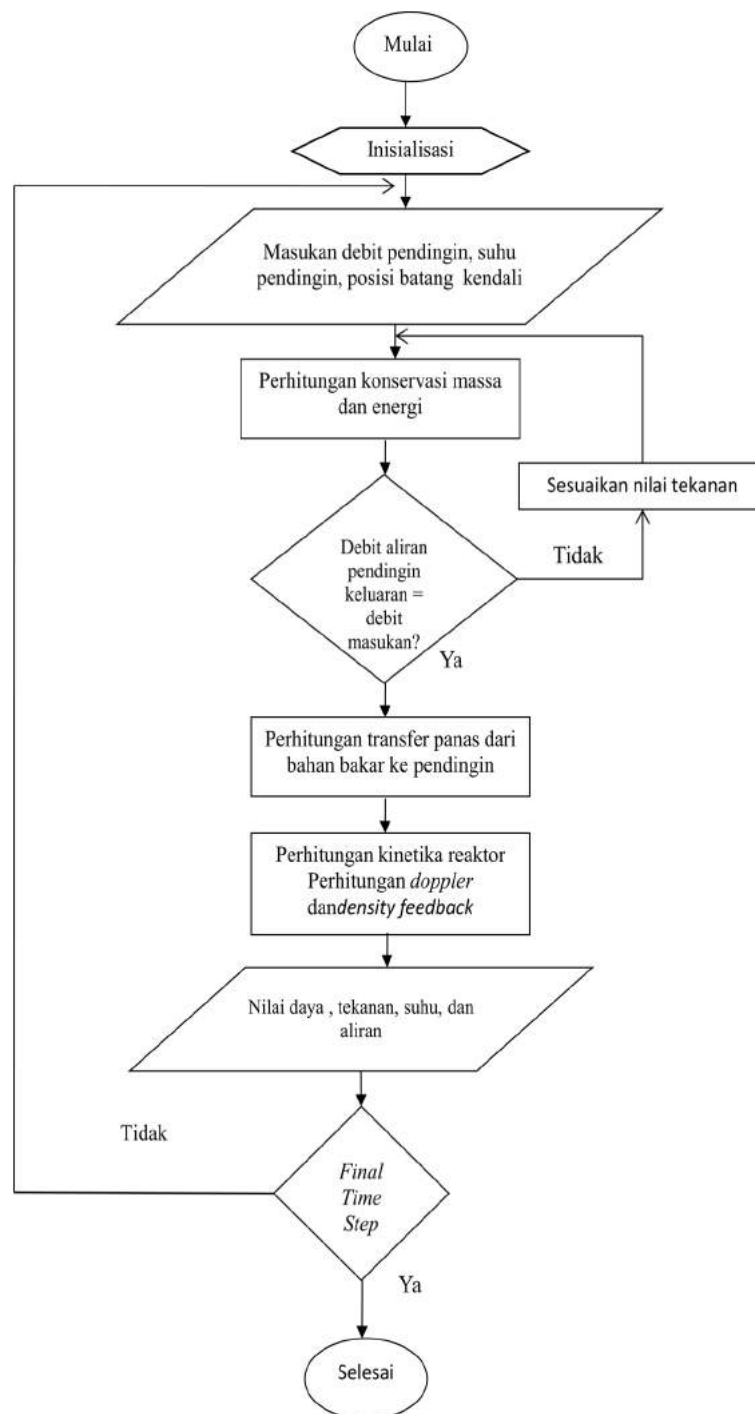 Mulai
Inisialisasi
Masukan debit pendingin, suhu
pendingin, posisi batang kendali
Perhitungan konservasi massa
dan energi
Sesuaikan nilai tekanan
Debit aliran
pendingin
keluaran =
debit
masukan?
Tidak
Ya
Perhitungan transfer panas dari
bahan bakar ke pendingin
Perhitungan kinetika reaktor
Perhitungan doppler
dandensity feedback
Nilai daya , tekanan, suhu, dan
aliran
Tidak
Final
Time
Step
Ya
Selesai